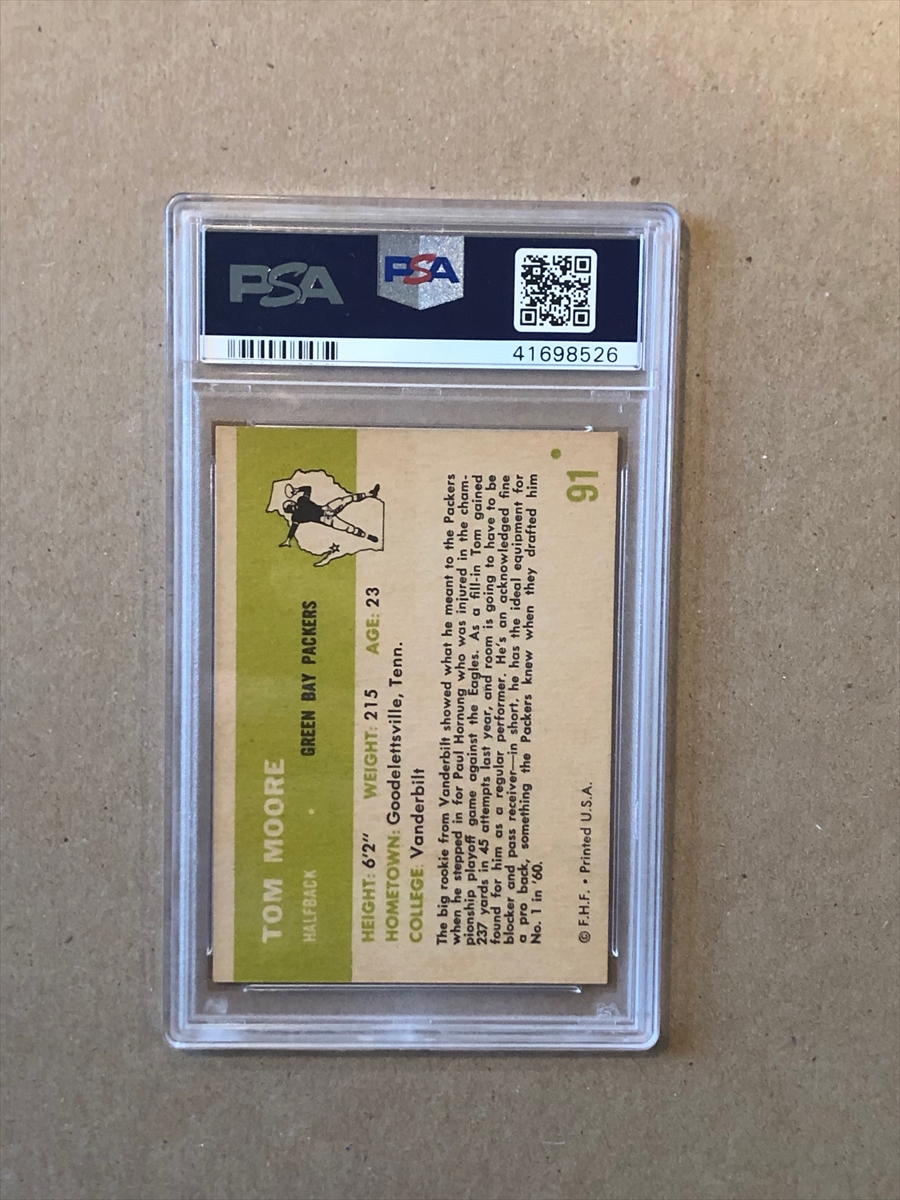 PSA
PSA
41698526
TOM MOORE
HALFBACK
GREEN BAY PACKERS
HEIGHT: 6'2" WEIGHT: 215 AGE: 23
HOMETOWN: Goodelettsville, Tenn.
COLLEGE: Vanderbilt
The big rookie from Vanderbilt showed what he meant to the Packers
when he stepped in for Paul Hornung who was injured in the cham-
pionship playoff game against the Eagles. As a fill-in Tom gained
237 yards in 45 attempts last year, and room is going to have to be
found for him as a regular performer. He's an acknowledged fine
blocker and pass receiver—in short, he has the ideal equipment for
a pro back, something the Packers knew when they drafted him
No. 1 in '60.
© F.H.F. • Printed U.S.A.
91